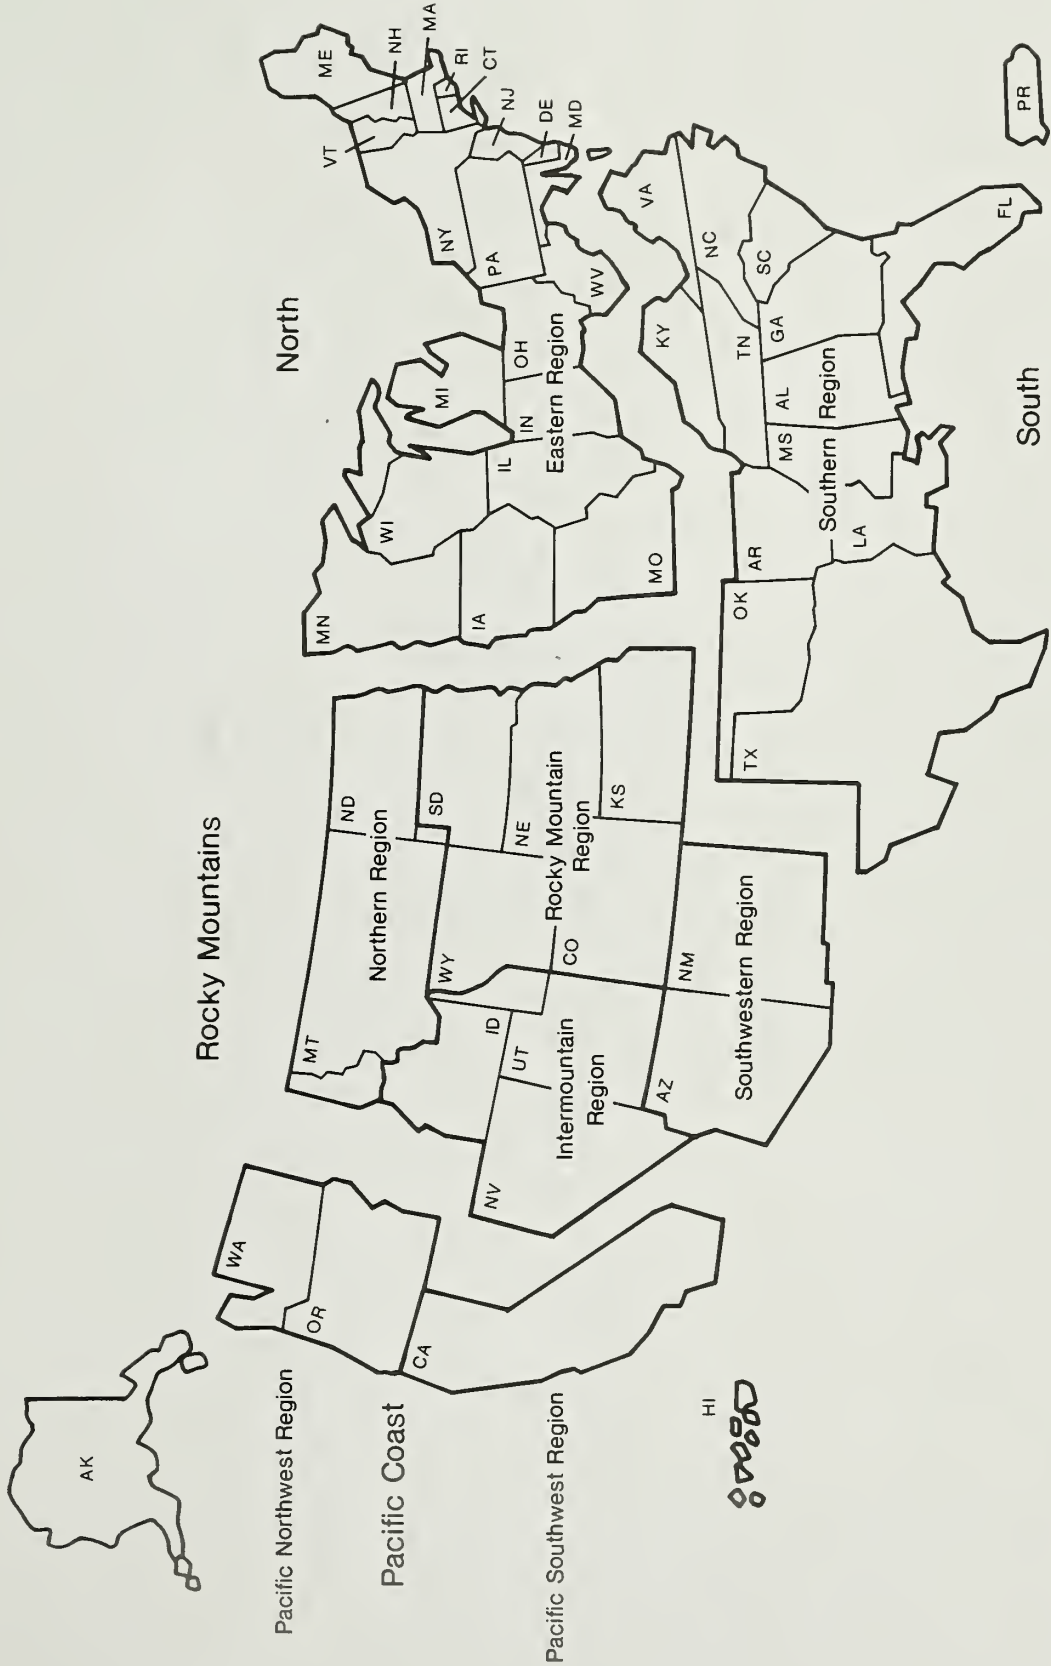 Rocky Mountains
North
South
Pacific Coast
Pacific Northwest Region
Pacific Southwest Region
Northern Region
Rocky Mountain
Region
Intermountain
Region
Southwestern Region
Eastern Region
Southern
Region
AK
WA
OR
CA
HI
MT
ND
SD
ID
WY
NE
NV
UT
CO
KS
AZ
NM
MN
WI
MI
IA
IL
IN
OH
MO
WV
PA
NY
VT
ME
NH
MA
RI
CT
NJ
DE
MD
VA
KY
NC
TN
SC
GA
AL
MS
AR
LA
OK
TX
FL
PR